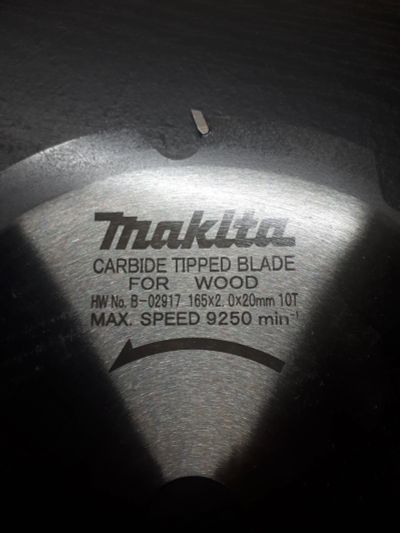 makita
CARBIDE TIPPED BLADE
FOR WOOD
HW No. B-02917 165x2.0x20mm 10T
MAX. SPEED 9250 min⁻¹